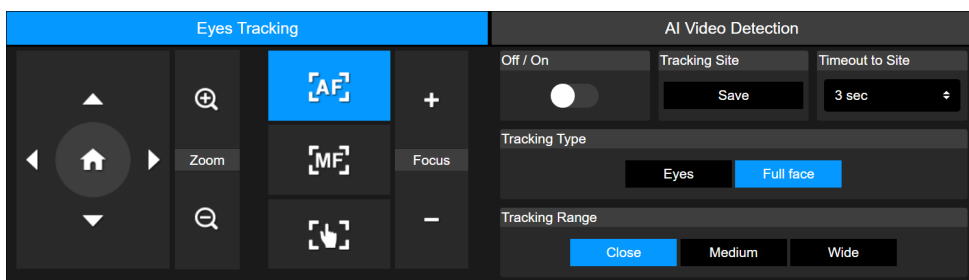 Eyes Tracking
AI Video Detection
AF
MF
Zoom
Focus
Off / On
Tracking Site
Timeout to Site
Save
3 sec
Tracking Type
Eyes
Full face
Tracking Range
Close
Medium
Wide